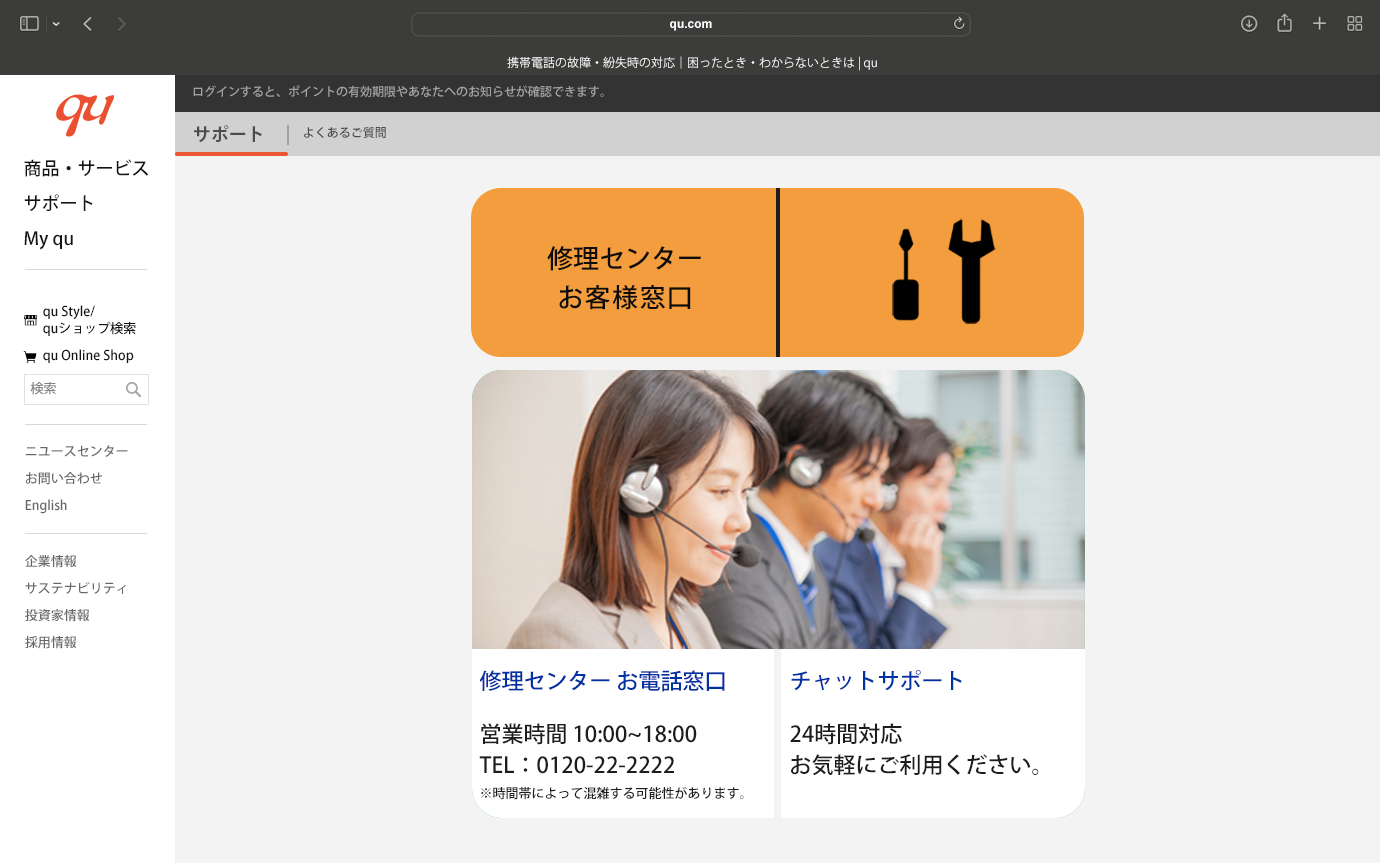 qu.com
携帯電話の故障・紛失時の対応｜困ったとき・わからないときは | qu
qu
ログインすると、ポイントの有効期限やあなたへのお知らせが確認できます。
サポート
よくあるご質問
商品・サービス
サポート
My qu
qu Style/
quショップ検索
qu Online Shop
検索
ニュースセンター
お問い合わせ
English
企業情報
サステナビリティ
投資家情報
採用情報
修理センター
お客様窓口
修理センター お電話窓口
営業時間 10:00~18:00
TEL：0120-22-2222
※時間帯によって混雑する可能性があります。
チャットサポート
24時間対応
お気軽にご利用ください。